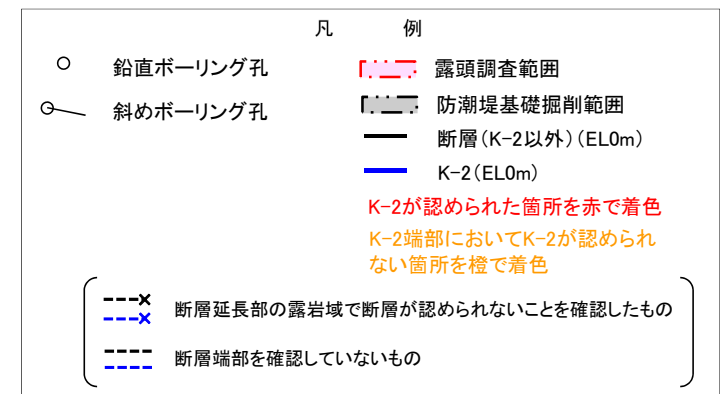 凡 例
鉛直ボーリング孔
斜めボーリング孔
露頭調査範囲
防潮堤基礎掘削範囲
断層(K-2以外)(EL0m)
K-2(EL0m)
K-2が認められた箇所を赤で着色
K-2端部においてK-2が認められ
ない箇所を橙で着色
断層延長部の露岩域で断層が認められないことを確認したもの
断層端部を確認していないもの